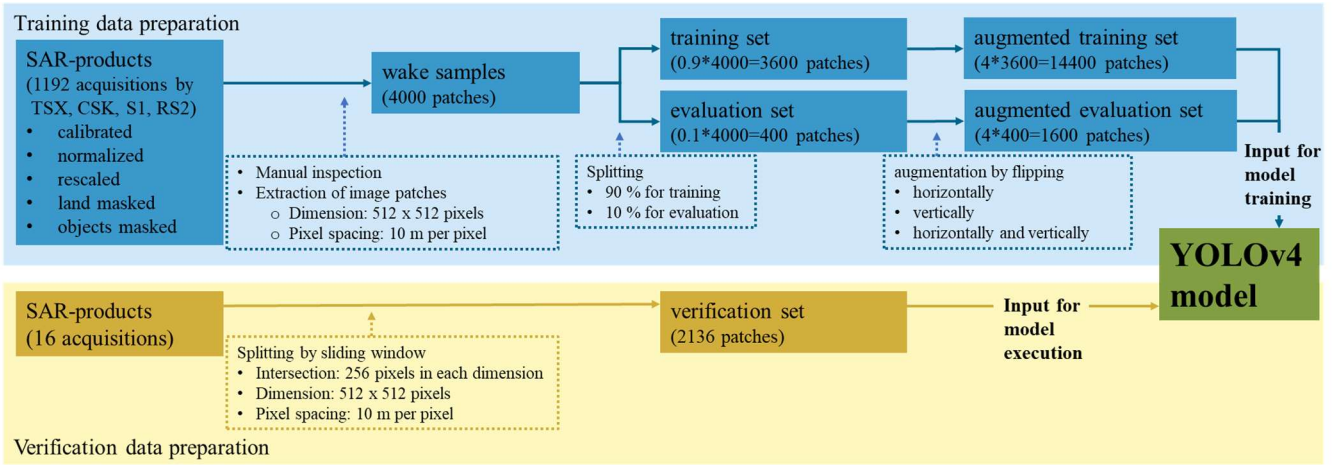 Training data preparation
SAR-products
(1192 acquisitions by
TSX, CSK, S1, RS2)
• calibrated
• normalized
• rescaled
• land masked
• objects masked
wake samples
(4000 patches)
• Manual inspection
• Extraction of image patches
o Dimension: 512 x 512 pixels
o Pixel spacing: 10 m per pixel
training set
(0.9*4000=3600 patches)
evaluation set
(0.1*4000=400 patches)
Splitting
• 90 % for training
• 10 % for evaluation
augmented training set
(4*3600=14400 patches)
augmented evaluation set
(4*400=1600 patches)
augmentation by flipping
• horizontally
• vertically
• horizontally and vertically
Input for
model
training
YOLOv4
model
SAR-products
(16 acquisitions)
Splitting by sliding window
• Intersection: 256 pixels in each dimension
• Dimension: 512 x 512 pixels
• Pixel spacing: 10 m per pixel
verification set
(2136 patches)
Input for
model
execution
Verification data preparation